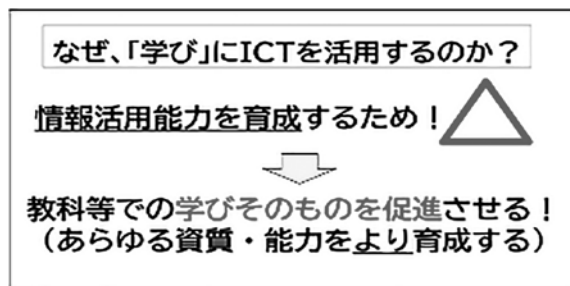 なぜ、「学び」にICTを活用するのか？
情報活用能力を育成するため！
教科等での学びそのものを促進させる！
（あらゆる資質・能力をより育成する）